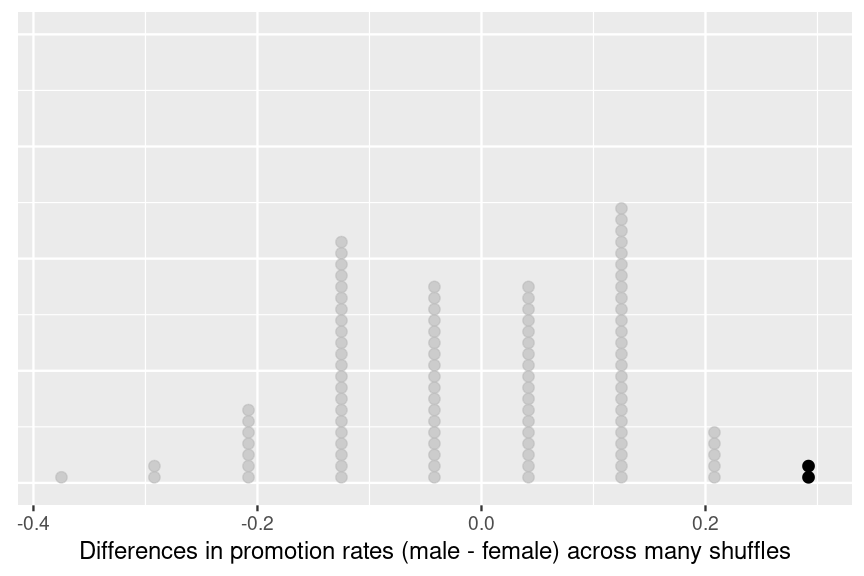 -0.4 -0.2 0.0 0.2
Differences in promotion rates (male - female) across many shuffles